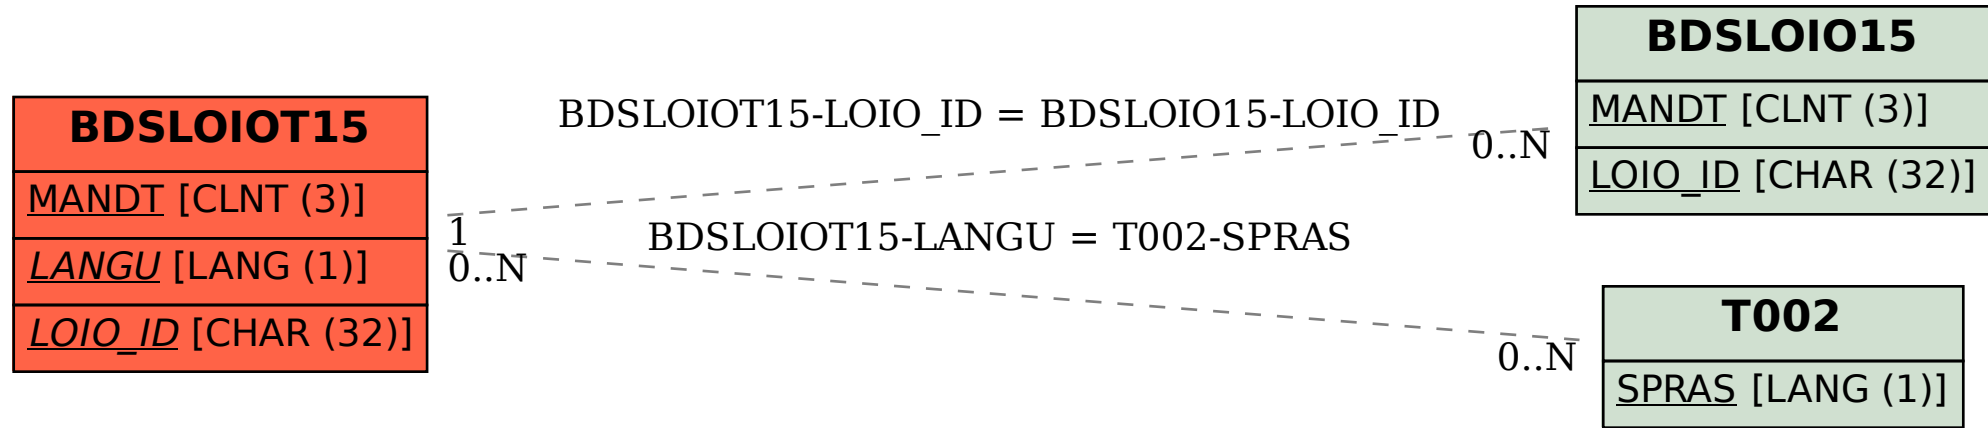 BDSLOIOT15
MANDT [CLNT (3)]
LANGU [LANG (1)]
LOIO_ID [CHAR (32)]
BDSLOIOT15-LOIO_ID = BDSLOIO15-LOIO_ID
1
0..N
BDSLOIOT15-LANGU = T002-SPRAS
0..N
0..N
BDSLOIO15
MANDT [CLNT (3)]
LOIO_ID [CHAR (32)]
T002
SPRAS [LANG (1)]